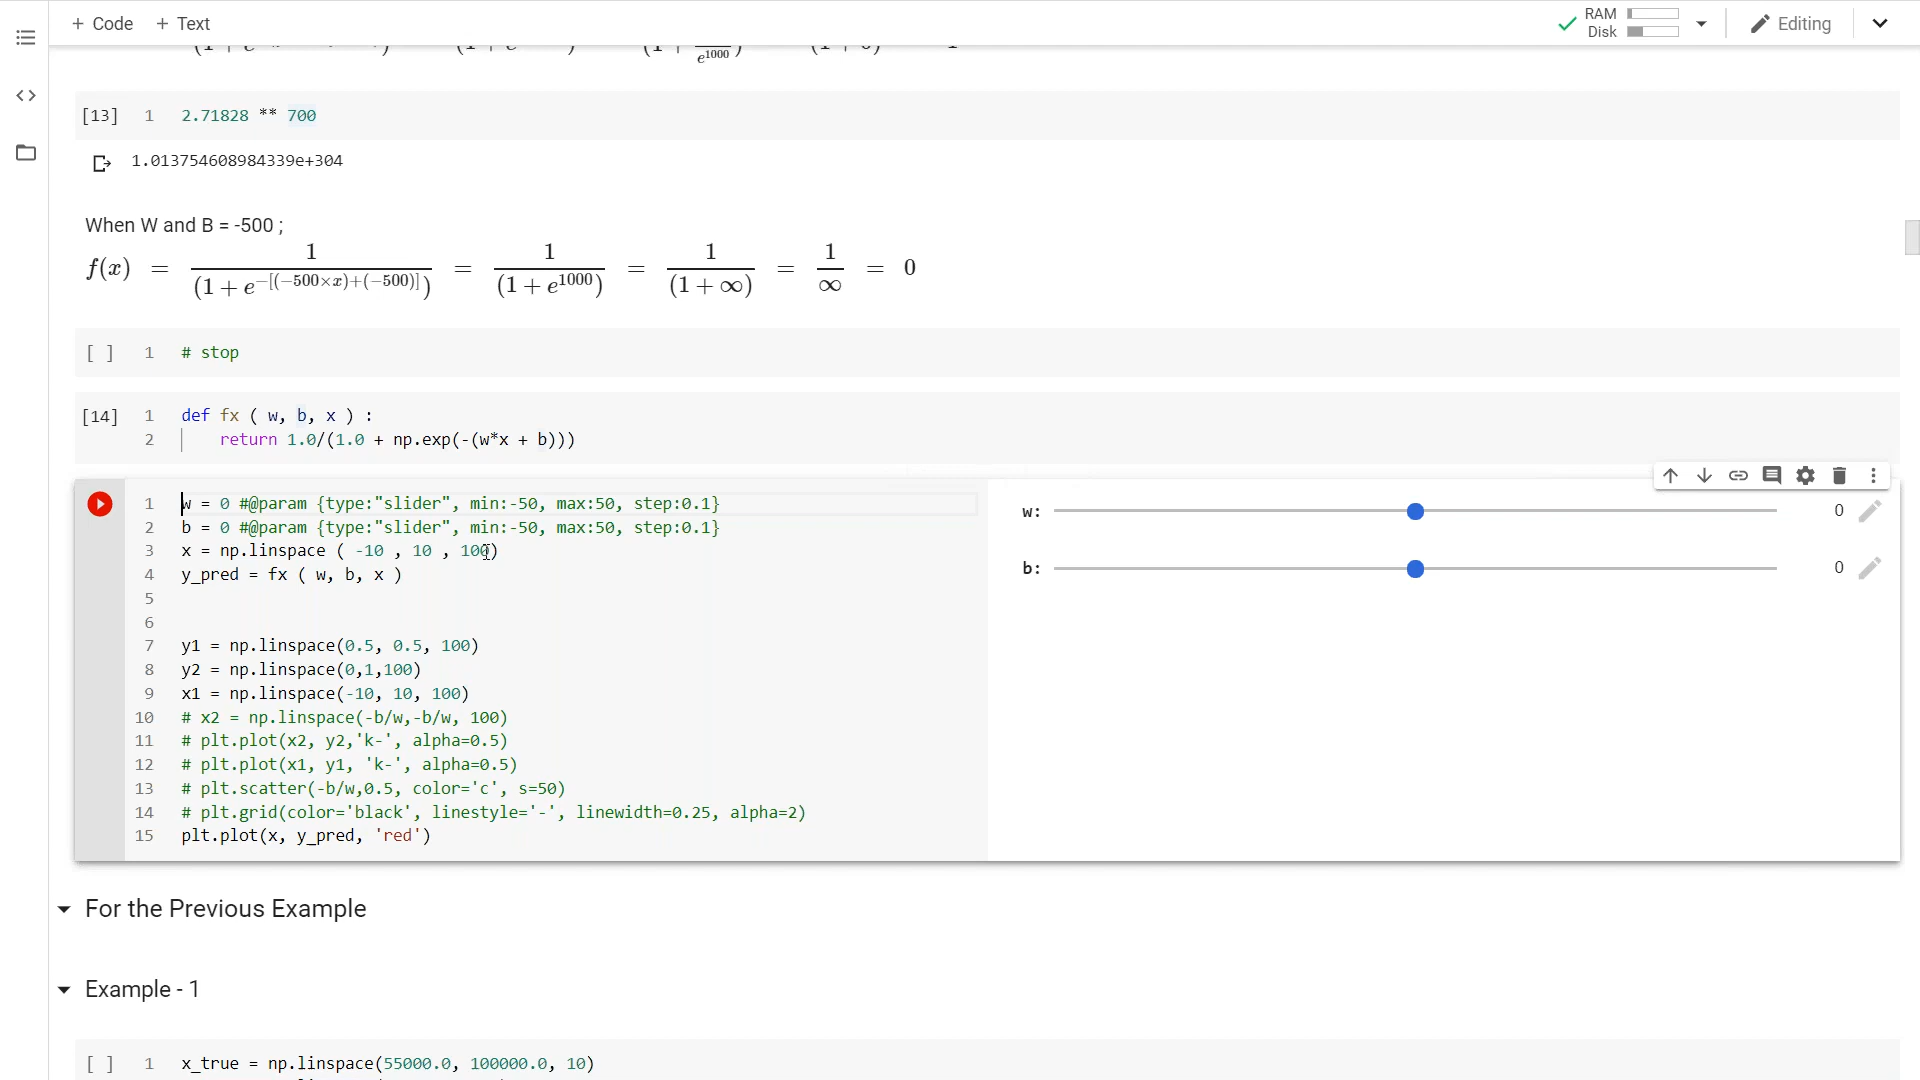 + Code + Text
RAM
Disk
Editing
e^1000
[13] 1 2.71828 ** 700
1.013754608984339e+304
When W and B = -500 ;
f(x) = 1/(1 + e^−[(−500×x)+(−500)]) = 1/(1 + e^1000) = 1/(1 + ∞) = 1/∞ = 0
[ ] 1 # stop
[14] 1 def fx ( w, b, x ) :
2 return 1.0/(1.0 + np.exp(-(w*x + b)))
1 w = 0 #@param {type:"slider", min:-50, max:50, step:0.1}
2 b = 0 #@param {type:"slider", min:-50, max:50, step:0.1}
3 x = np.linspace ( -10 , 10 , 100)
4 y_pred = fx ( w, b, x )
5
6
7 y1 = np.linspace(0.5, 0.5, 100)
8 y2 = np.linspace(0,1,100)
9 x1 = np.linspace(-10, 10, 100)
10 # x2 = np.linspace(-b/w,-b/w, 100)
11 # plt.plot(x2, y2,'k-', alpha=0.5)
12 # plt.plot(x1, y1, 'k-', alpha=0.5)
13 # plt.scatter(-b/w,0.5, color='c', s=50)
14 # plt.grid(color='black', linestyle='-', linewidth=0.25, alpha=2)
15 plt.plot(x, y_pred, 'red')
w: 0
b: 0
For the Previous Example
Example - 1
[ ] 1 x_true = np.linspace(55000.0, 100000.0, 10)